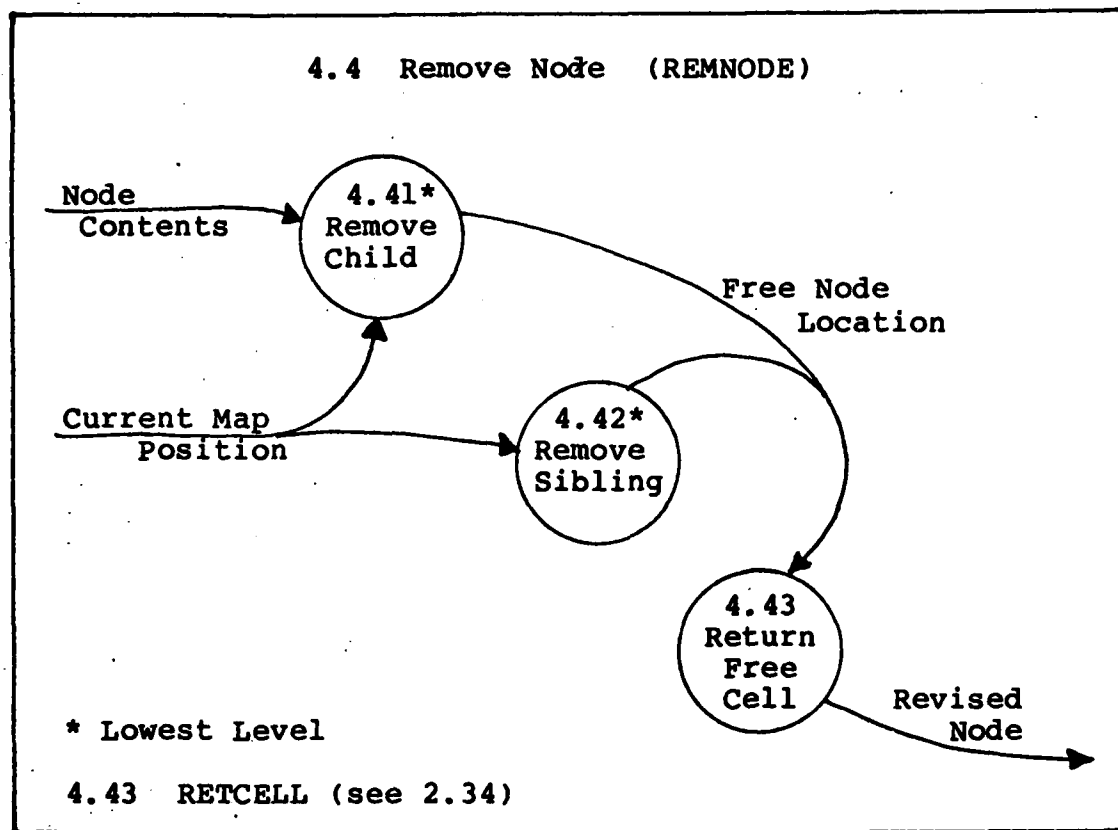 4.4 Remove Node (REMNODE)
Node
Contents
4.41*
Remove
Child
Free Node
Location
Current Map
Position
4.42*
Remove
Sibling
4.43
Return
Free
Cell
Revised
Node
* Lowest Level
4.43 RETCELL (see 2.34)